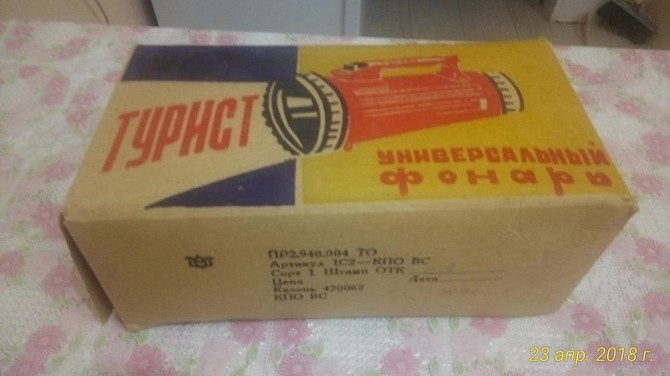 ТУРИСТ
УНИВЕРСАЛЬНЫЙ
фонарь
ПР2.940.004 ТО
Артикул 1С2—КПО ВС
Сорт 1 Штамп ОТК
Цена Дата
Казань 420062
КПО ВС
23 апр. 2018 г.